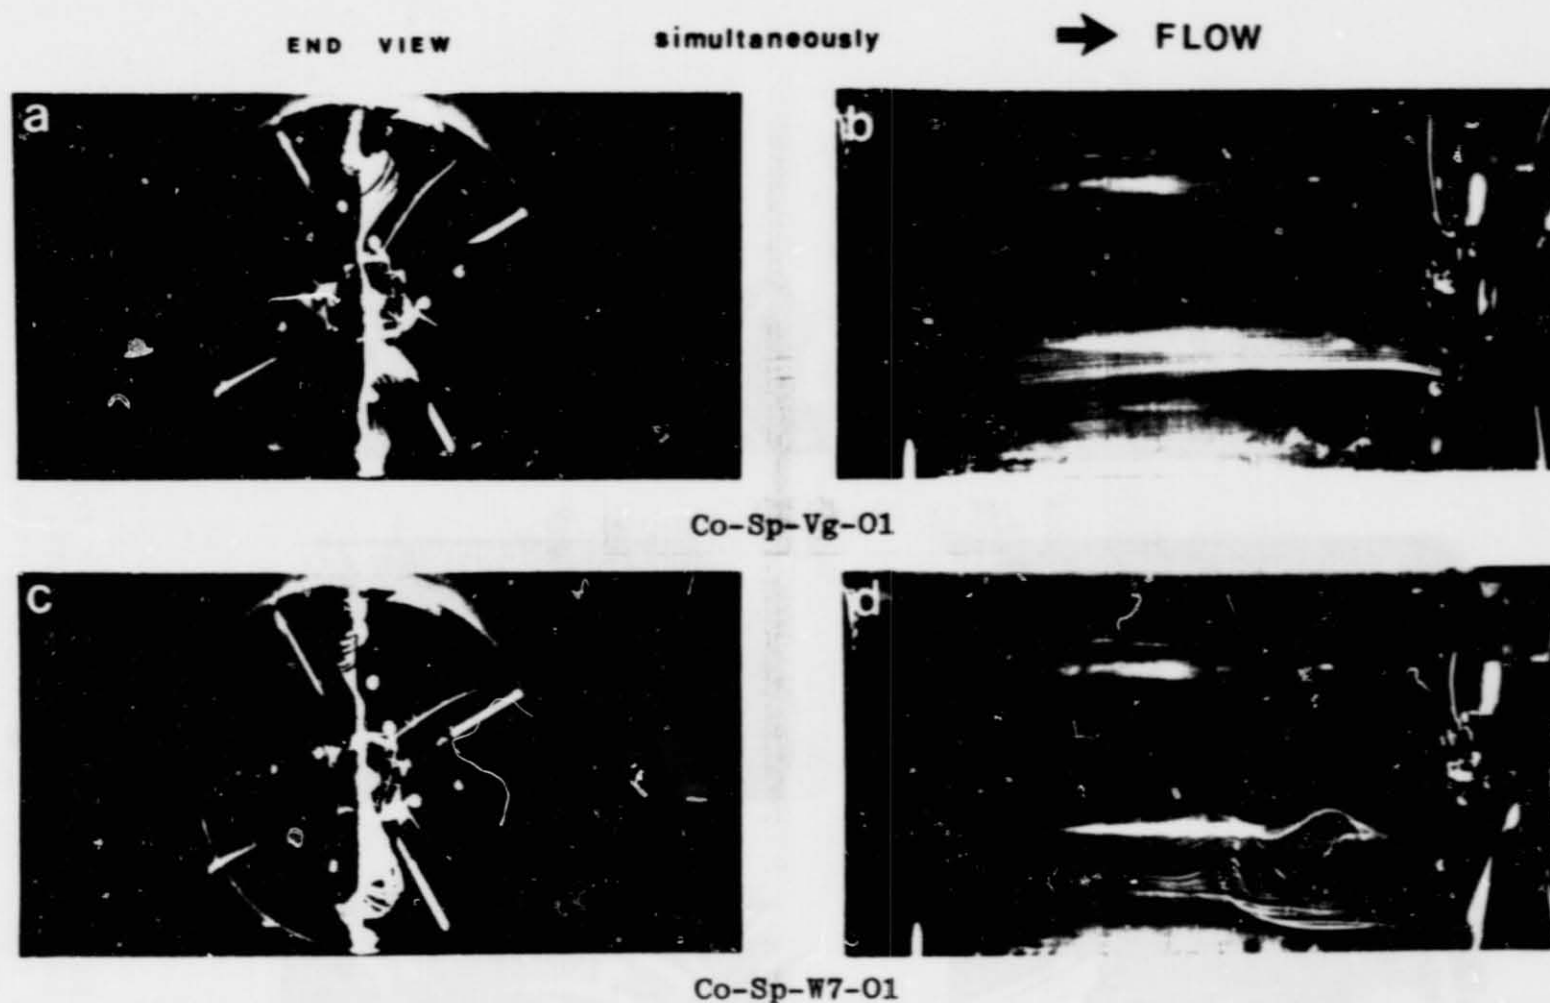 END VIEW simultaneously → FLOW
a
b
Co-Sp-Vg-01
c
d
Co-Sp-W7-01